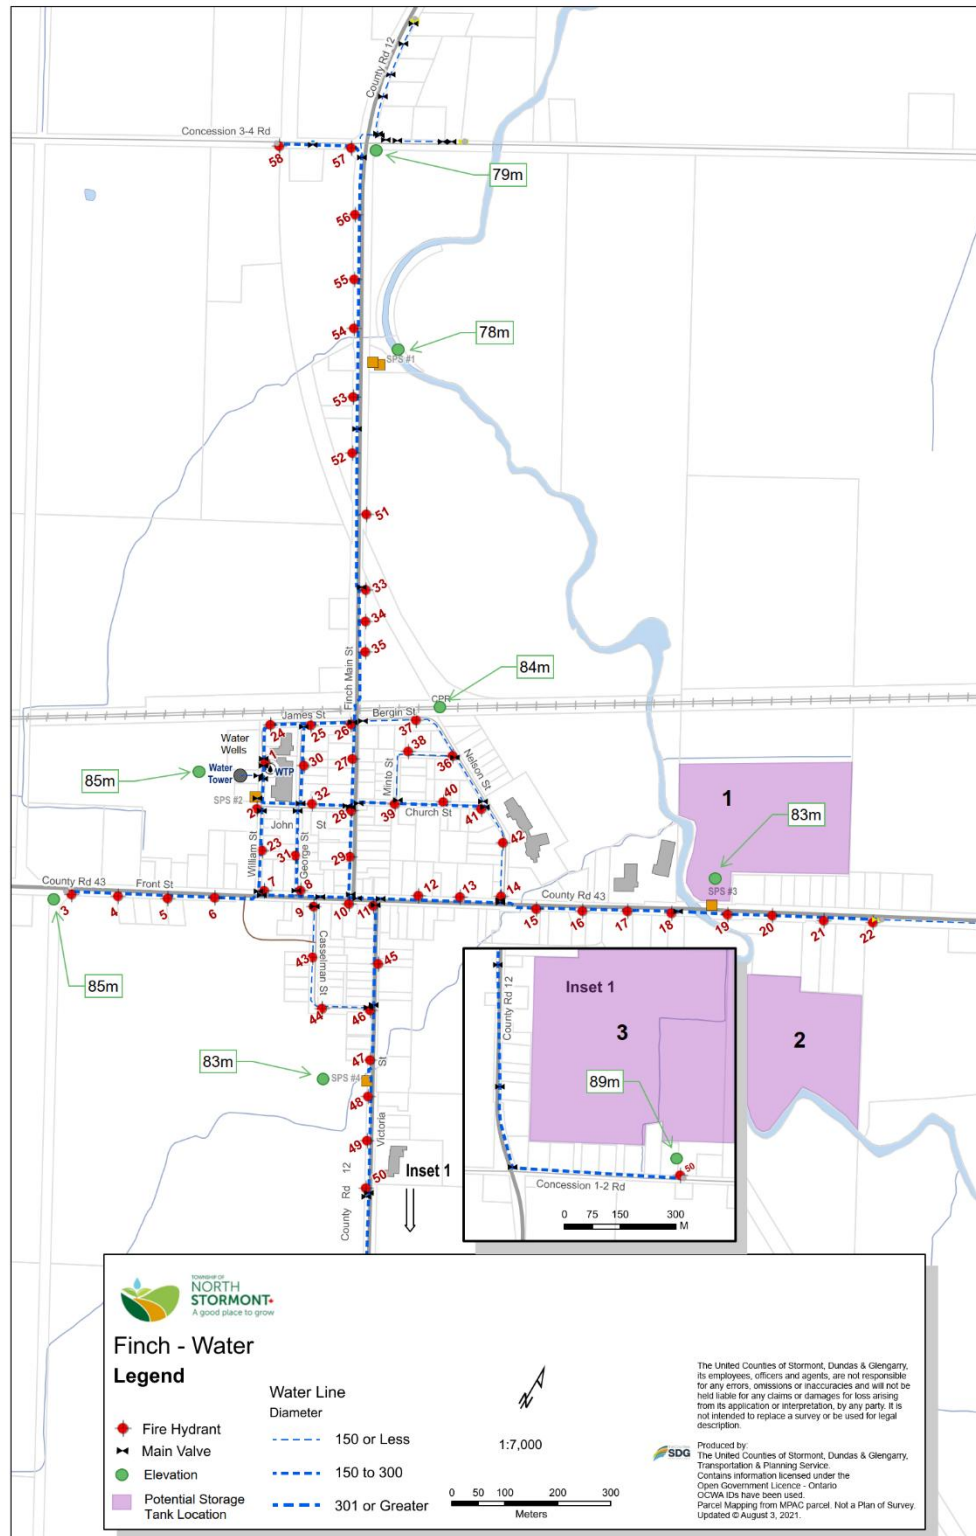 County Rd 12
Concession 3-4 Rd
58
57
79m
56
55
54
78m
SPS #1
53
52
51
33
34
35
Finch Main St
84m
CPR
James St
Bergin St
24
25
26
37
Water
Wells
1
38
36
Nelson St
85m
Water
Tower
WTP
30
27
Minto St
SPS #2
2
32
28
39
40
Church St
41
John St
William St
23
31
George St
29
42
1
83m
SPS #3
County Rd 43
Front St
3
4
5
6
7
8
9
10
11
12
13
14
County Rd 43
15
16
17
18
19
20
21
22
85m
43
Casselman St
45
44
46
83m
SPS #4
47
48
49
50
Victoria St
County Rd 12
Inset 1
Inset 1
County Rd 12
3
89m
50
Concession 1-2 Rd
0 75 150 300
M
2
TOWNSHIP OF
NORTH
STORMONT
A good place to grow
Finch - Water
Legend
Fire Hydrant
Main Valve
Elevation
Potential Storage
Tank Location
Water Line
Diameter
150 or Less
150 to 300
301 or Greater
N
1:7,000
0 50 100 200 300
Meters
The United Counties of Stormont, Dundas & Glengarry,
its employees, officers and agents, are not responsible
for any errors, omissions or inaccuracies and will not be
held liable for any claims or damages for loss arising
from its application or interpretation, by any party. It is
not intended to replace a survey or be used for legal
description.
SDG
Produced by:
The United Counties of Stormont, Dundas & Glengarry,
Transportation & Planning Service.
Contains information licensed under the
Open Government Licence - Ontario
OCWA IDs have been used.
Parcel Mapping from MPAC parcel. Not a Plan of Survey.
Updated © August 3, 2021.